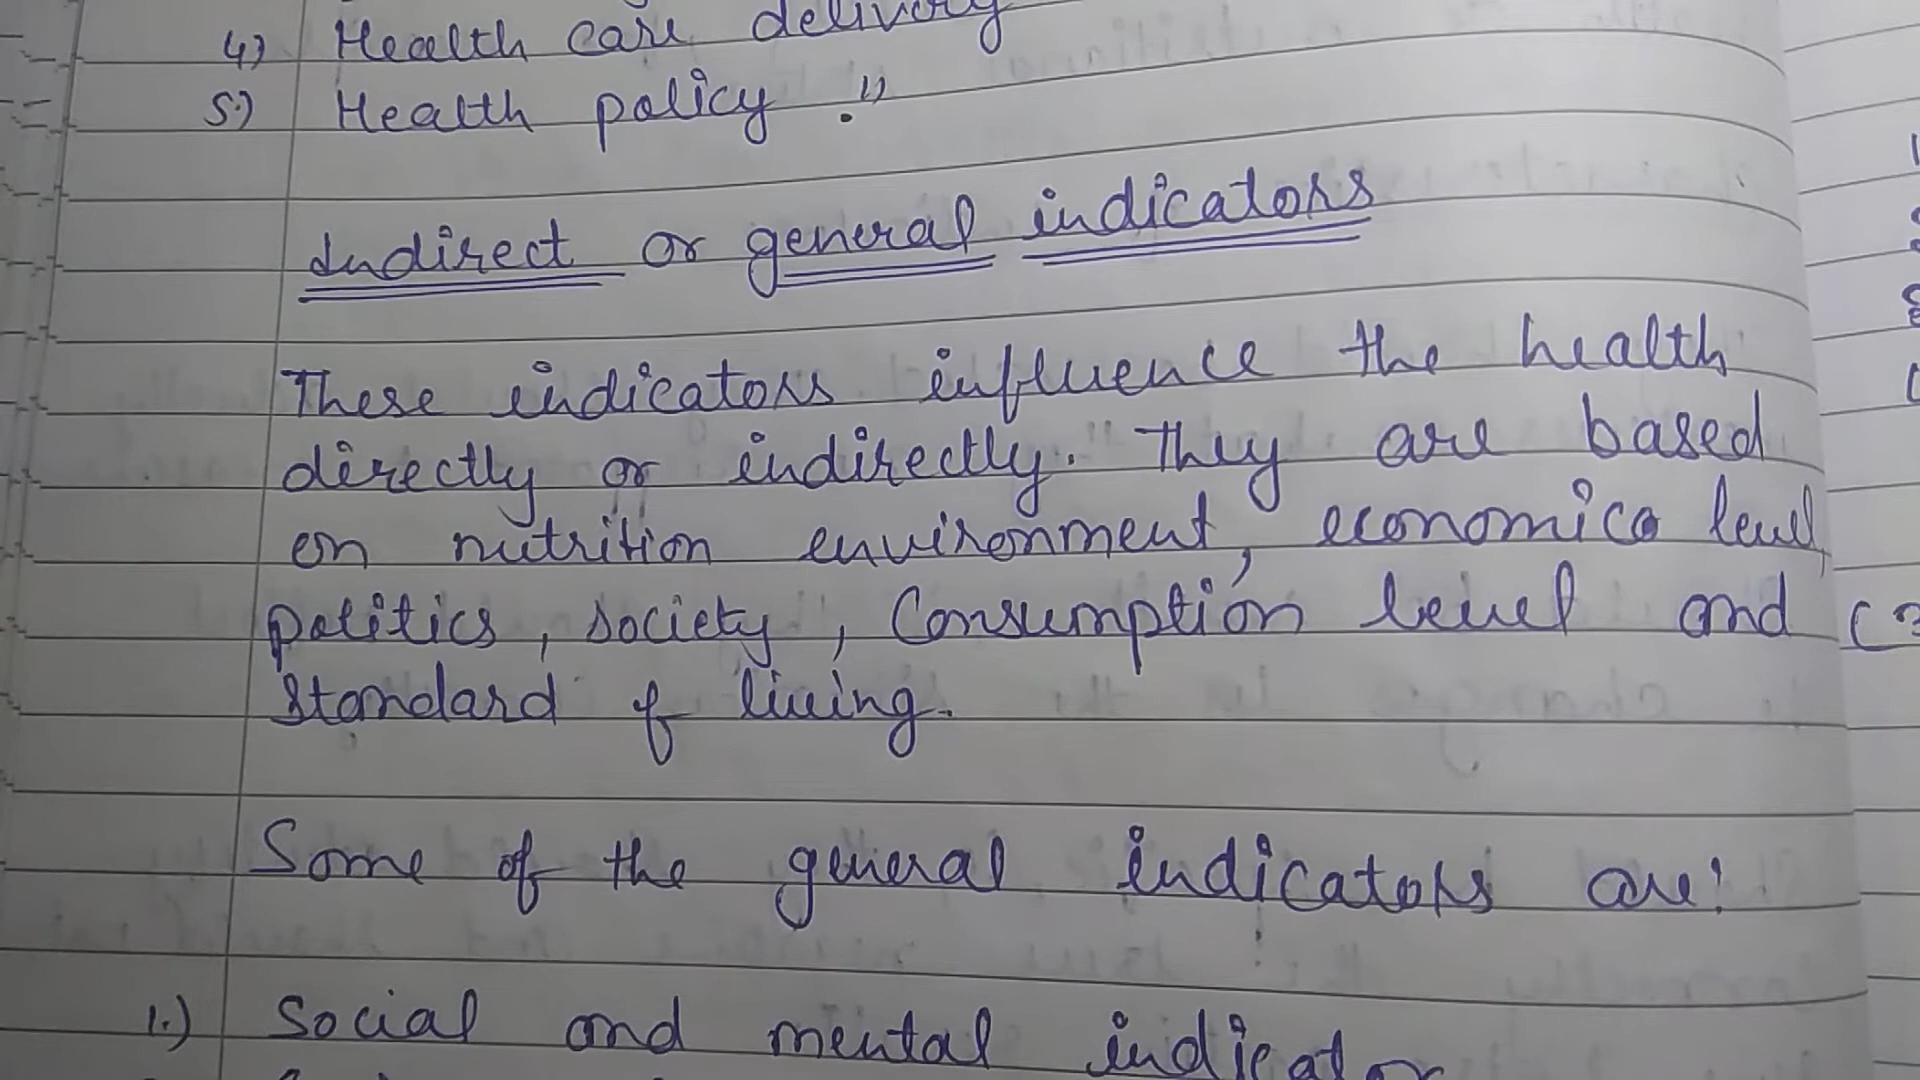 4) Health care delivery
5.) Health policy ."
Indirect or general indicators
These indicators influence the health
directly or indirectly. They are based
on nutrition environment, economico level,
politics, society, Consumption level and
standard of living.
Some of the general indicators are:
1.) Social and mental indicator